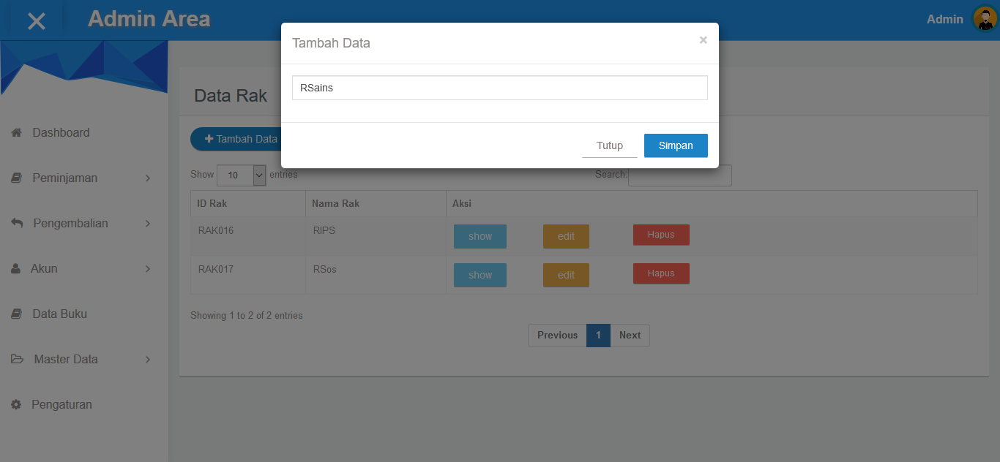 Admin Area
Admin
Tambah Data
×
RSains
Tutup
Simpan
Dashboard
Peminjaman
Pengembalian
Akun
Data Buku
Master Data
Pengaturan
Data Rak
Tambah Data
Show 10 entries
Search:
ID Rak Nama Rak Aksi
RAK016 RIPS show edit Hapus
RAK017 RSos show edit Hapus
Showing 1 to 2 of 2 entries
Previous 1 Next